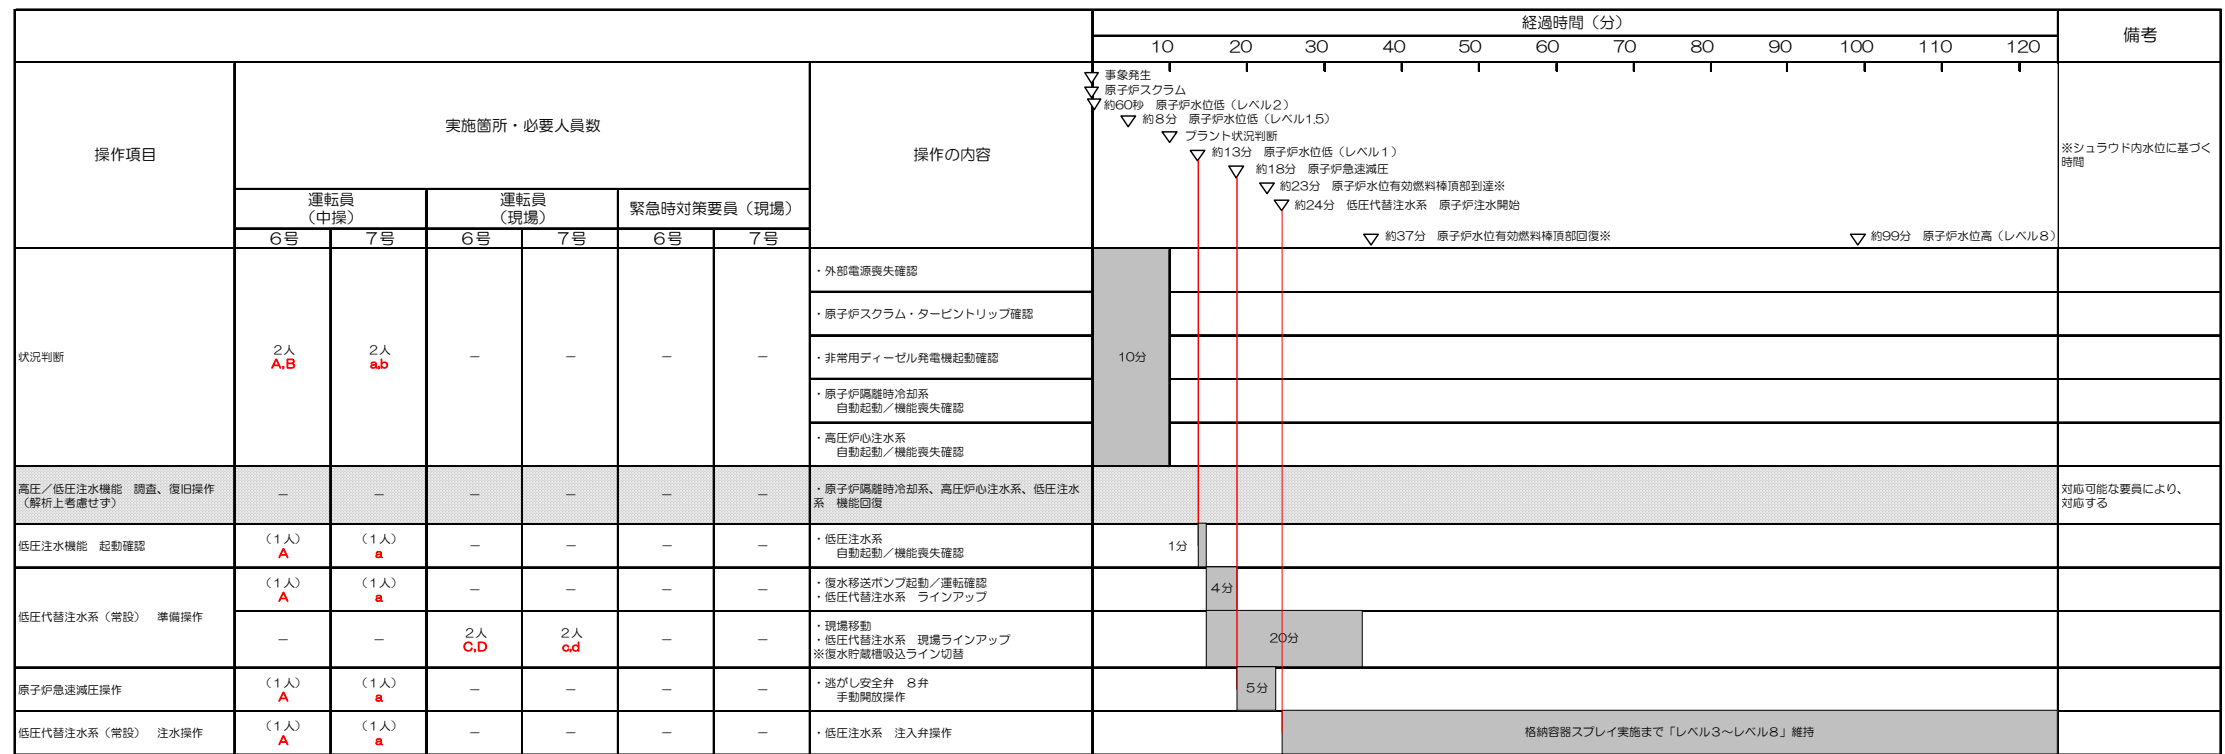 経過時間（分）
備考
10 20 30 40 50 60 70 80 90 100 110 120
操作項目
実施箇所・必要人員数
操作の内容
運転員
（中操）
運転員
（現場）
緊急時対策要員（現場）
6号 7号 6号 7号 6号 7号
事象発生
原子炉スクラム
約60秒 原子炉水位低（レベル2）
約8分 原子炉水位低（レベル1.5）
プラント状況判断
約13分 原子炉水位低（レベル1）
約18分 原子炉急速減圧
約23分 原子炉水位有効燃料棒頂部到達※
約24分 低圧代替注水系 原子炉注水開始
約37分 原子炉水位有効燃料棒頂部回復※
約99分 原子炉水位高（レベル8）
※シュラウド内水位に基づく
時間
状況判断
2人
A,B
2人
a,b
－ － － －
・外部電源喪失確認
・原子炉スクラム・タービントリップ確認
・非常用ディーゼル発電機起動確認
・原子炉隔離時冷却系
自動起動／機能喪失確認
・高圧炉心注水系
自動起動／機能喪失確認
10分
高圧／低圧注水機能 調査、復旧操作
（解析上考慮せず）
－ － － － － －
・原子炉隔離時冷却系、高圧炉心注水系、低圧注水
系 機能回復
対応可能な要員により、
対応する
低圧注水機能 起動確認
（1人）
A
（1人）
a
－ － － －
・低圧注水系
自動起動／機能喪失確認
1分
低圧代替注水系（常設） 準備操作
（1人）
A
（1人）
a
－ － － －
・復水移送ポンプ起動／運転確認
・低圧代替注水系 ラインアップ
4分
－ －
2人
C,D
2人
c,d
－ －
・現場移動
・低圧代替注水系 現場ラインアップ
※復水貯蔵槽吸込ライン切替
20分
原子炉急速減圧操作
（1人）
A
（1人）
a
－ － － －
・逃がし安全弁 8弁
手動開放操作
5分
低圧代替注水系（常設） 注水操作
（1人）
A
（1人）
a
－ － － －
・低圧注水系 注入弁操作
格納容器スプレイ実施まで「レベル3～レベル8」維持